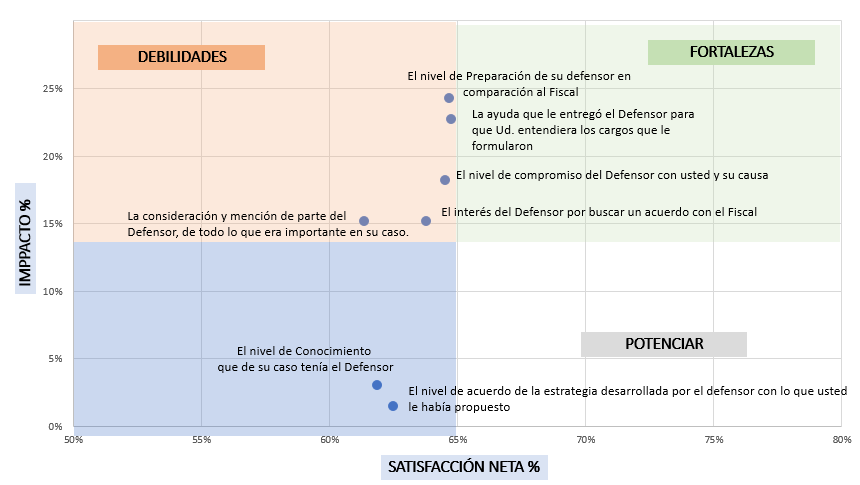 DEBILIDADES
FORTALEZAS
El nivel de Preparación de su defensor en
comparación al Fiscal
25%
La ayuda que le entregó el Defensor para
que Ud. entendiera los cargos que le
formularon
20%
El nivel de compromiso del Defensor con usted y su causa
La consideración y mención de parte del
Defensor, de todo lo que era importante en su caso.
El interés del Defensor por buscar un acuerdo con el Fiscal
15%
IMPPACTO %
10%
POTENCIAR
El nivel de Conocimiento
que de su caso tenía el Defensor
5%
El nivel de acuerdo de la estrategia desarrollada por el defensor con lo que usted
le había propuesto
0%
50% 55% 60% 65% 70% 75% 80%
SATISFACCIÓN NETA %